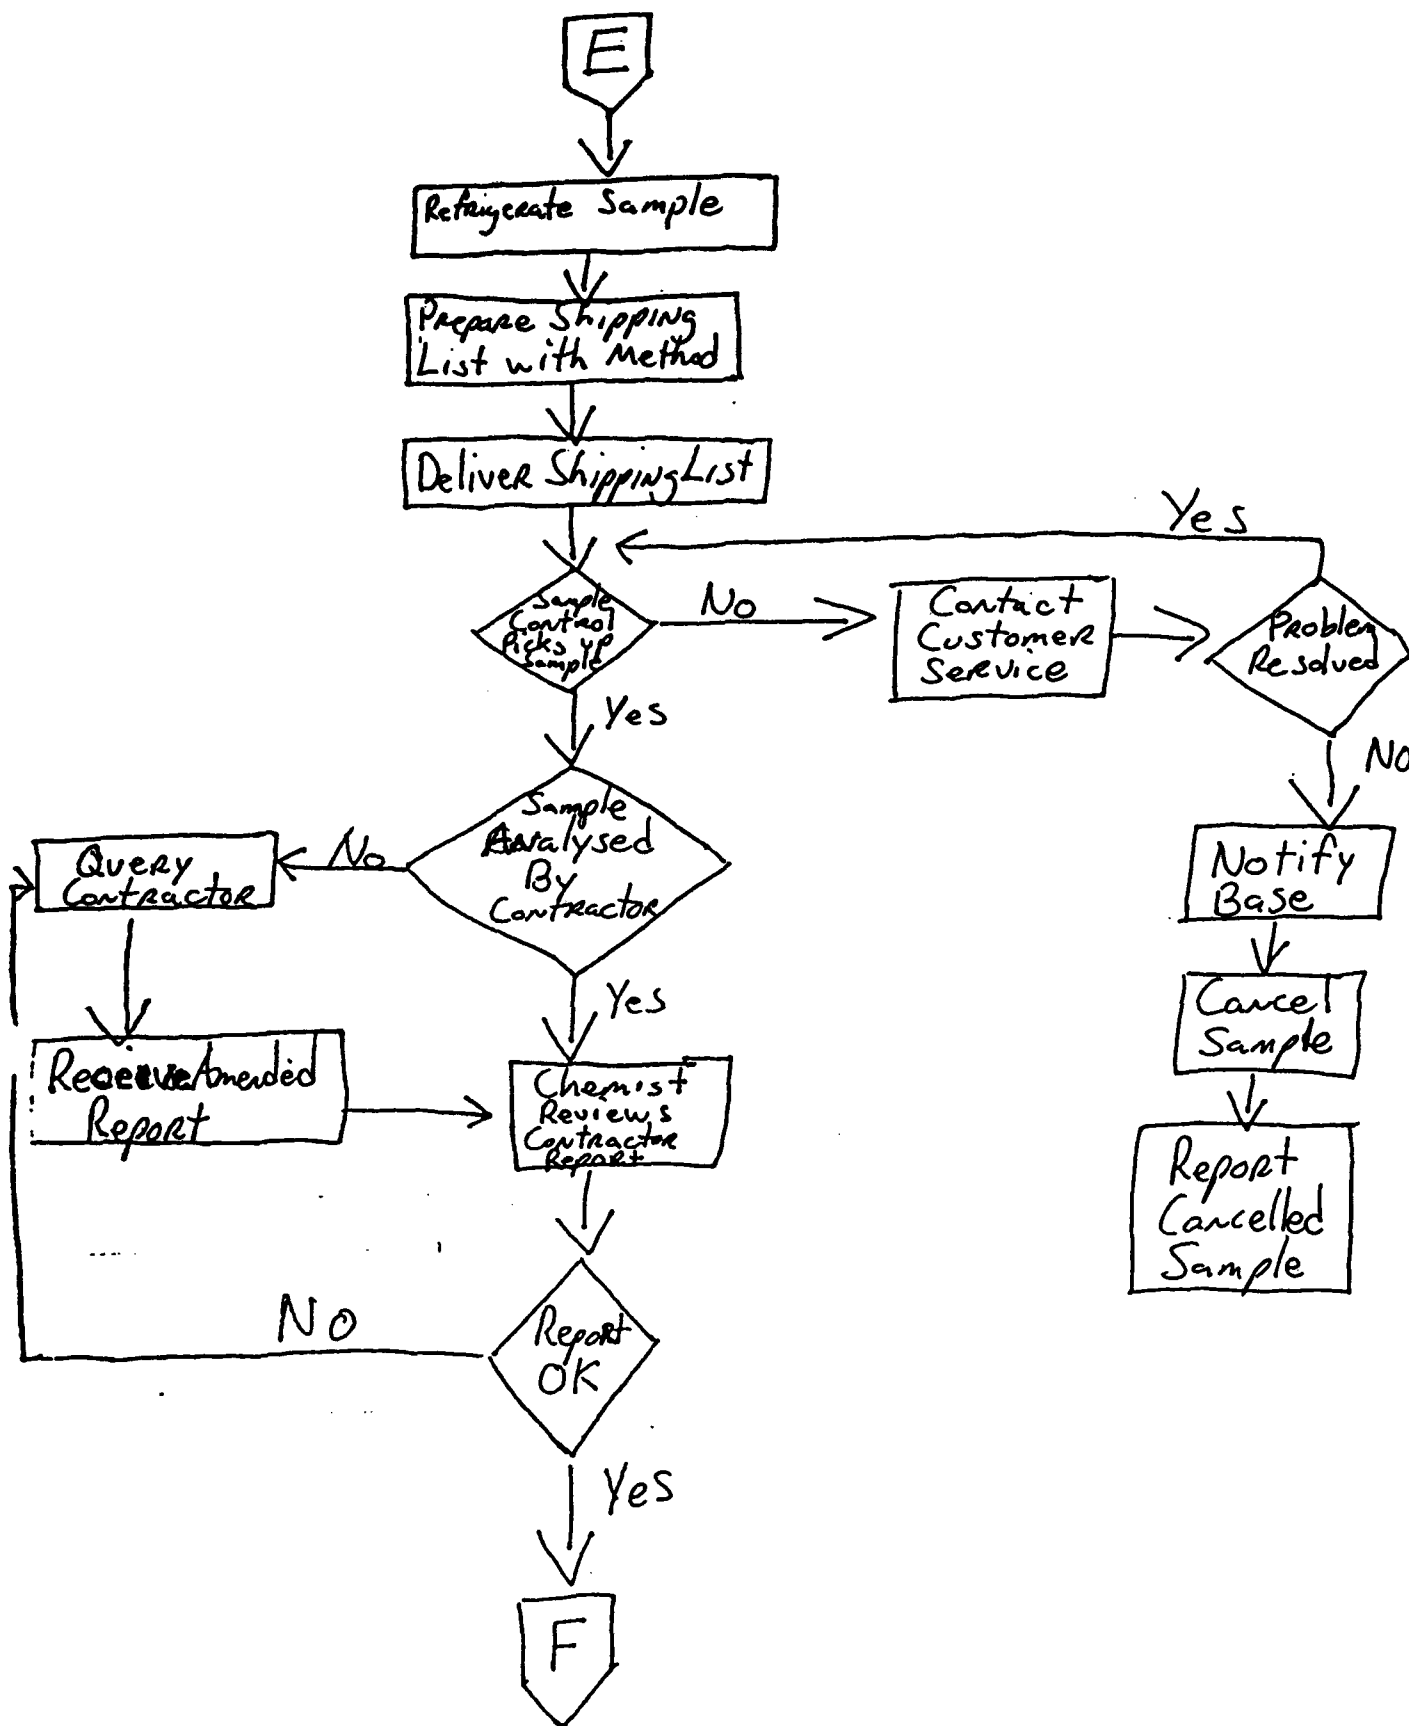 E
Refrigerate Sample
Prepare Shipping
List with Method
Deliver Shipping List
Yes
Sample
Control
Picks up
Sample
No
Contact
Customer
Service
Problem
Resolved
Yes
No
Sample
Analysed
By
Contractor
No
Query
Contractor
Notify
Base
Yes
Cancel
Sample
Receive Amended
Report
Chemist
Reviews
Contractor
Report
Report
Cancelled
Sample
No
Report
OK
Yes
F